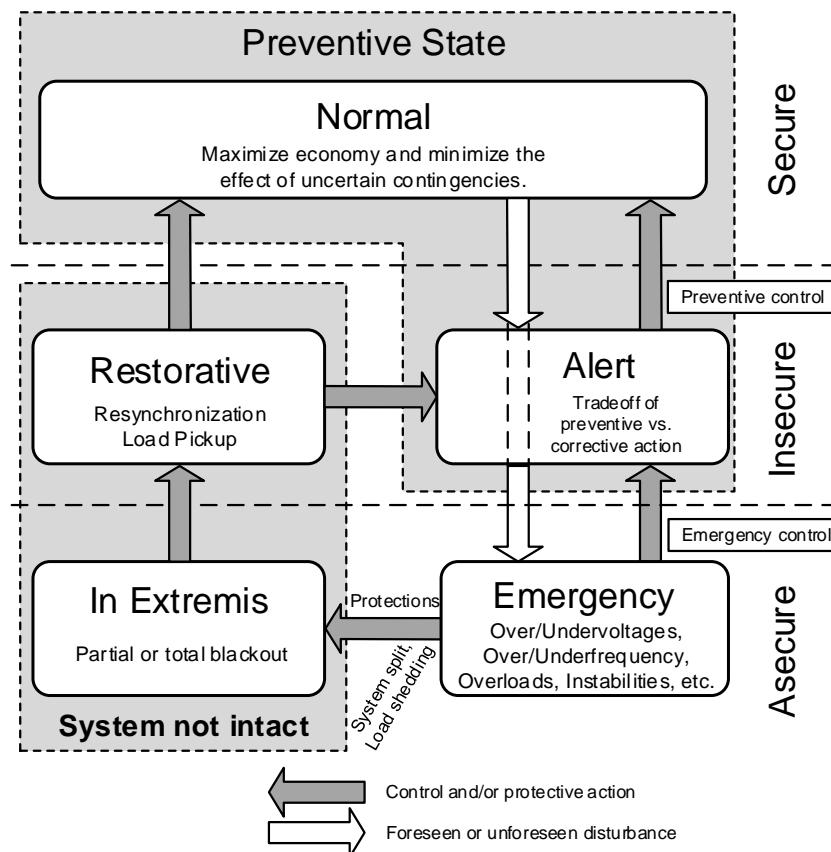 Preventive State
Normal
Maximize economy and minimize the
effect of uncertain contingencies.
Secure
Preventive control
Restorative
Resynchronization
Load Pickup
Alert
Tradeoff of
preventive vs.
corrective action
Insecure
Emergency control
In Extremis
Partial or total blackout
System not intact
Protections
System split,
Load shedding
Emergency
Over/Undervoltages,
Over/Underfrequency,
Overloads, Instabilities, etc.
Asecure
Control and/or protective action
Foreseen or unforeseen disturbance